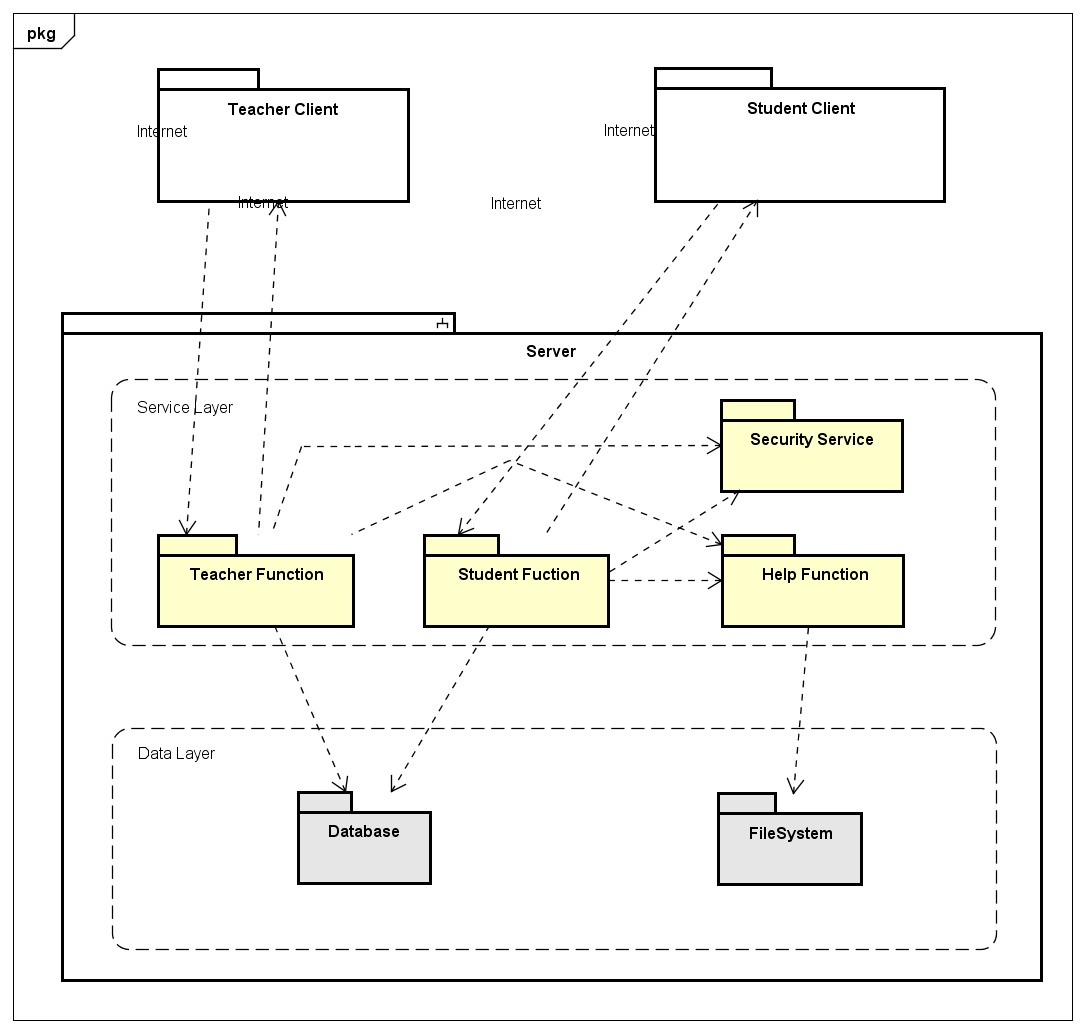 pkg
Teacher Client
Student Client
Internet
Internet
Internet
Internet
Server
Service Layer
Security Service
Teacher Function
Student Fuction
Help Function
Data Layer
Database
FileSystem